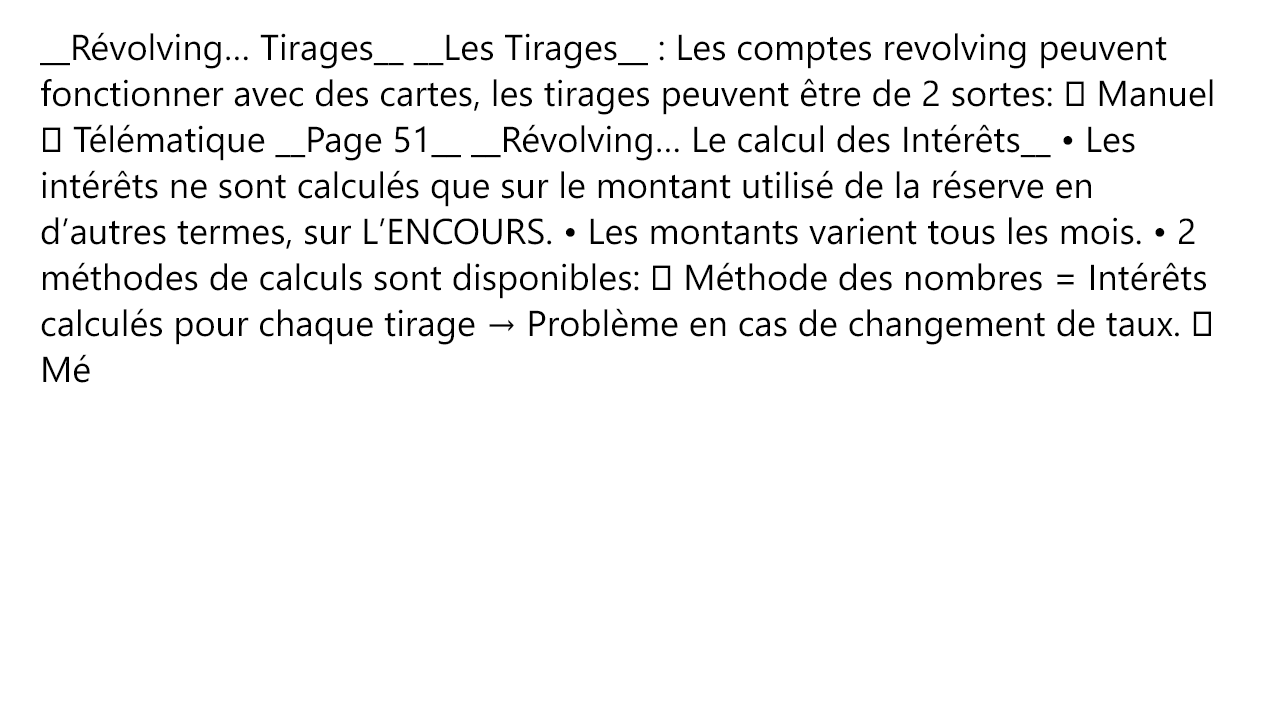 __Révolving… Tirages__ __Les Tirages__ : Les comptes revolving peuvent
fonctionner avec des cartes, les tirages peuvent être de 2 sortes: 
 Manuel
 Télématique __Page 51__ __Révolving… Le calcul des Intérêts__ • Les
intérêts ne sont calculés que sur le montant utilisé de la réserve en
d’autres termes, sur L’ENCOURS. • Les montants varient tous les mois. • 2
méthodes de calculs sont disponibles:  Méthode des nombres = Intérêts
calculés pour chaque tirage → Problème en cas de changement de taux. 
Mé